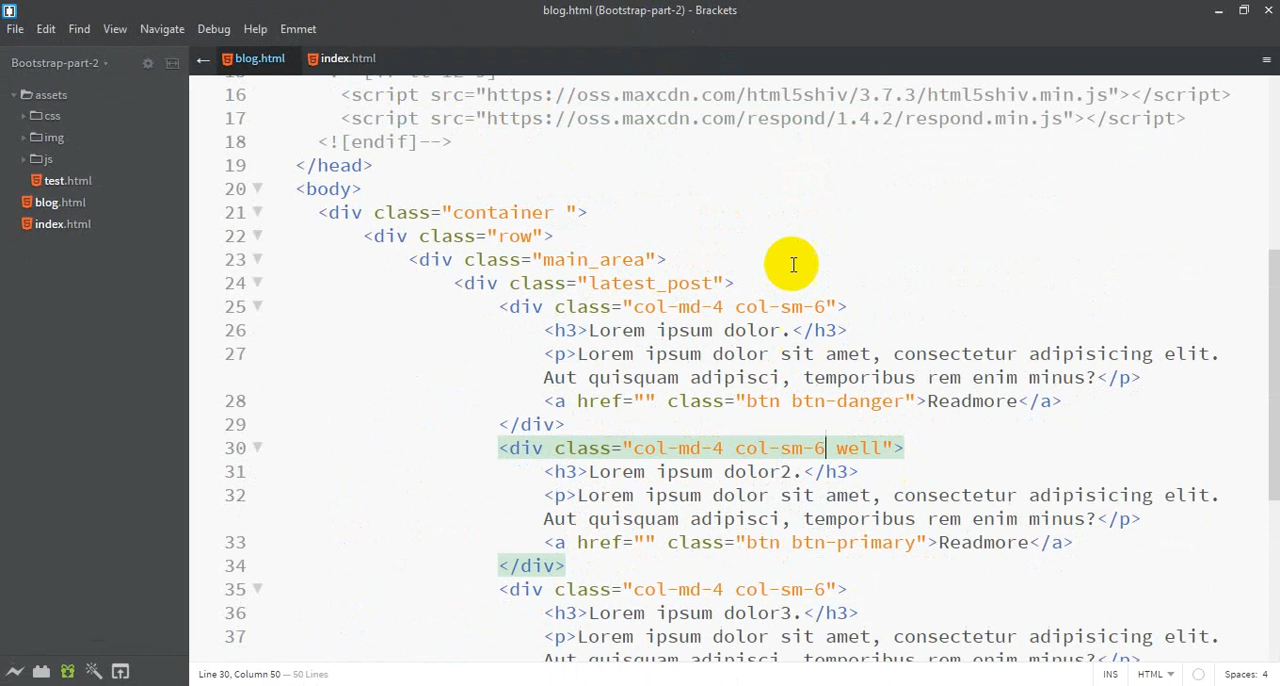 blog.html (Bootstrap-part-2) - Brackets
File Edit Find View Navigate Debug Help Emmet
Bootstrap-part-2
blog.html index.html
assets
css
img
js
test.html
blog.html
index.html
16 <script src="https://oss.maxcdn.com/html5shiv/3.7.3/html5shiv.min.js"></script>
17 <script src="https://oss.maxcdn.com/respond/1.4.2/respond.min.js"></script>
18 <![endif]-->
19 </head>
20 <body>
21 <div class="container ">
22 <div class="row">
23 <div class="main_area">
24 <div class="latest_post">
25 <div class="col-md-4 col-sm-6">
26 <h3>Lorem ipsum dolor.</h3>
27 <p>Lorem ipsum dolor sit amet, consectetur adipisicing elit.
Aut quisquam adipisci, temporibus rem enim minus?</p>
28 <a href="" class="btn btn-danger">Readmore</a>
29 </div>
30 <div class="col-md-4 col-sm-6 well">
31 <h3>Lorem ipsum dolor2.</h3>
32 <p>Lorem ipsum dolor sit amet, consectetur adipisicing elit.
Aut quisquam adipisci, temporibus rem enim minus?</p>
33 <a href="" class="btn btn-primary">Readmore</a>
34 </div>
35 <div class="col-md-4 col-sm-6">
36 <h3>Lorem ipsum dolor3.</h3>
37 <p>Lorem ipsum dolor sit amet, consectetur adipisicing elit.
Aut quisquam adipisci, temporibus rem enim minus?</p>
Line 30, Column 50 — 50 Lines
INS HTML Spaces: 4